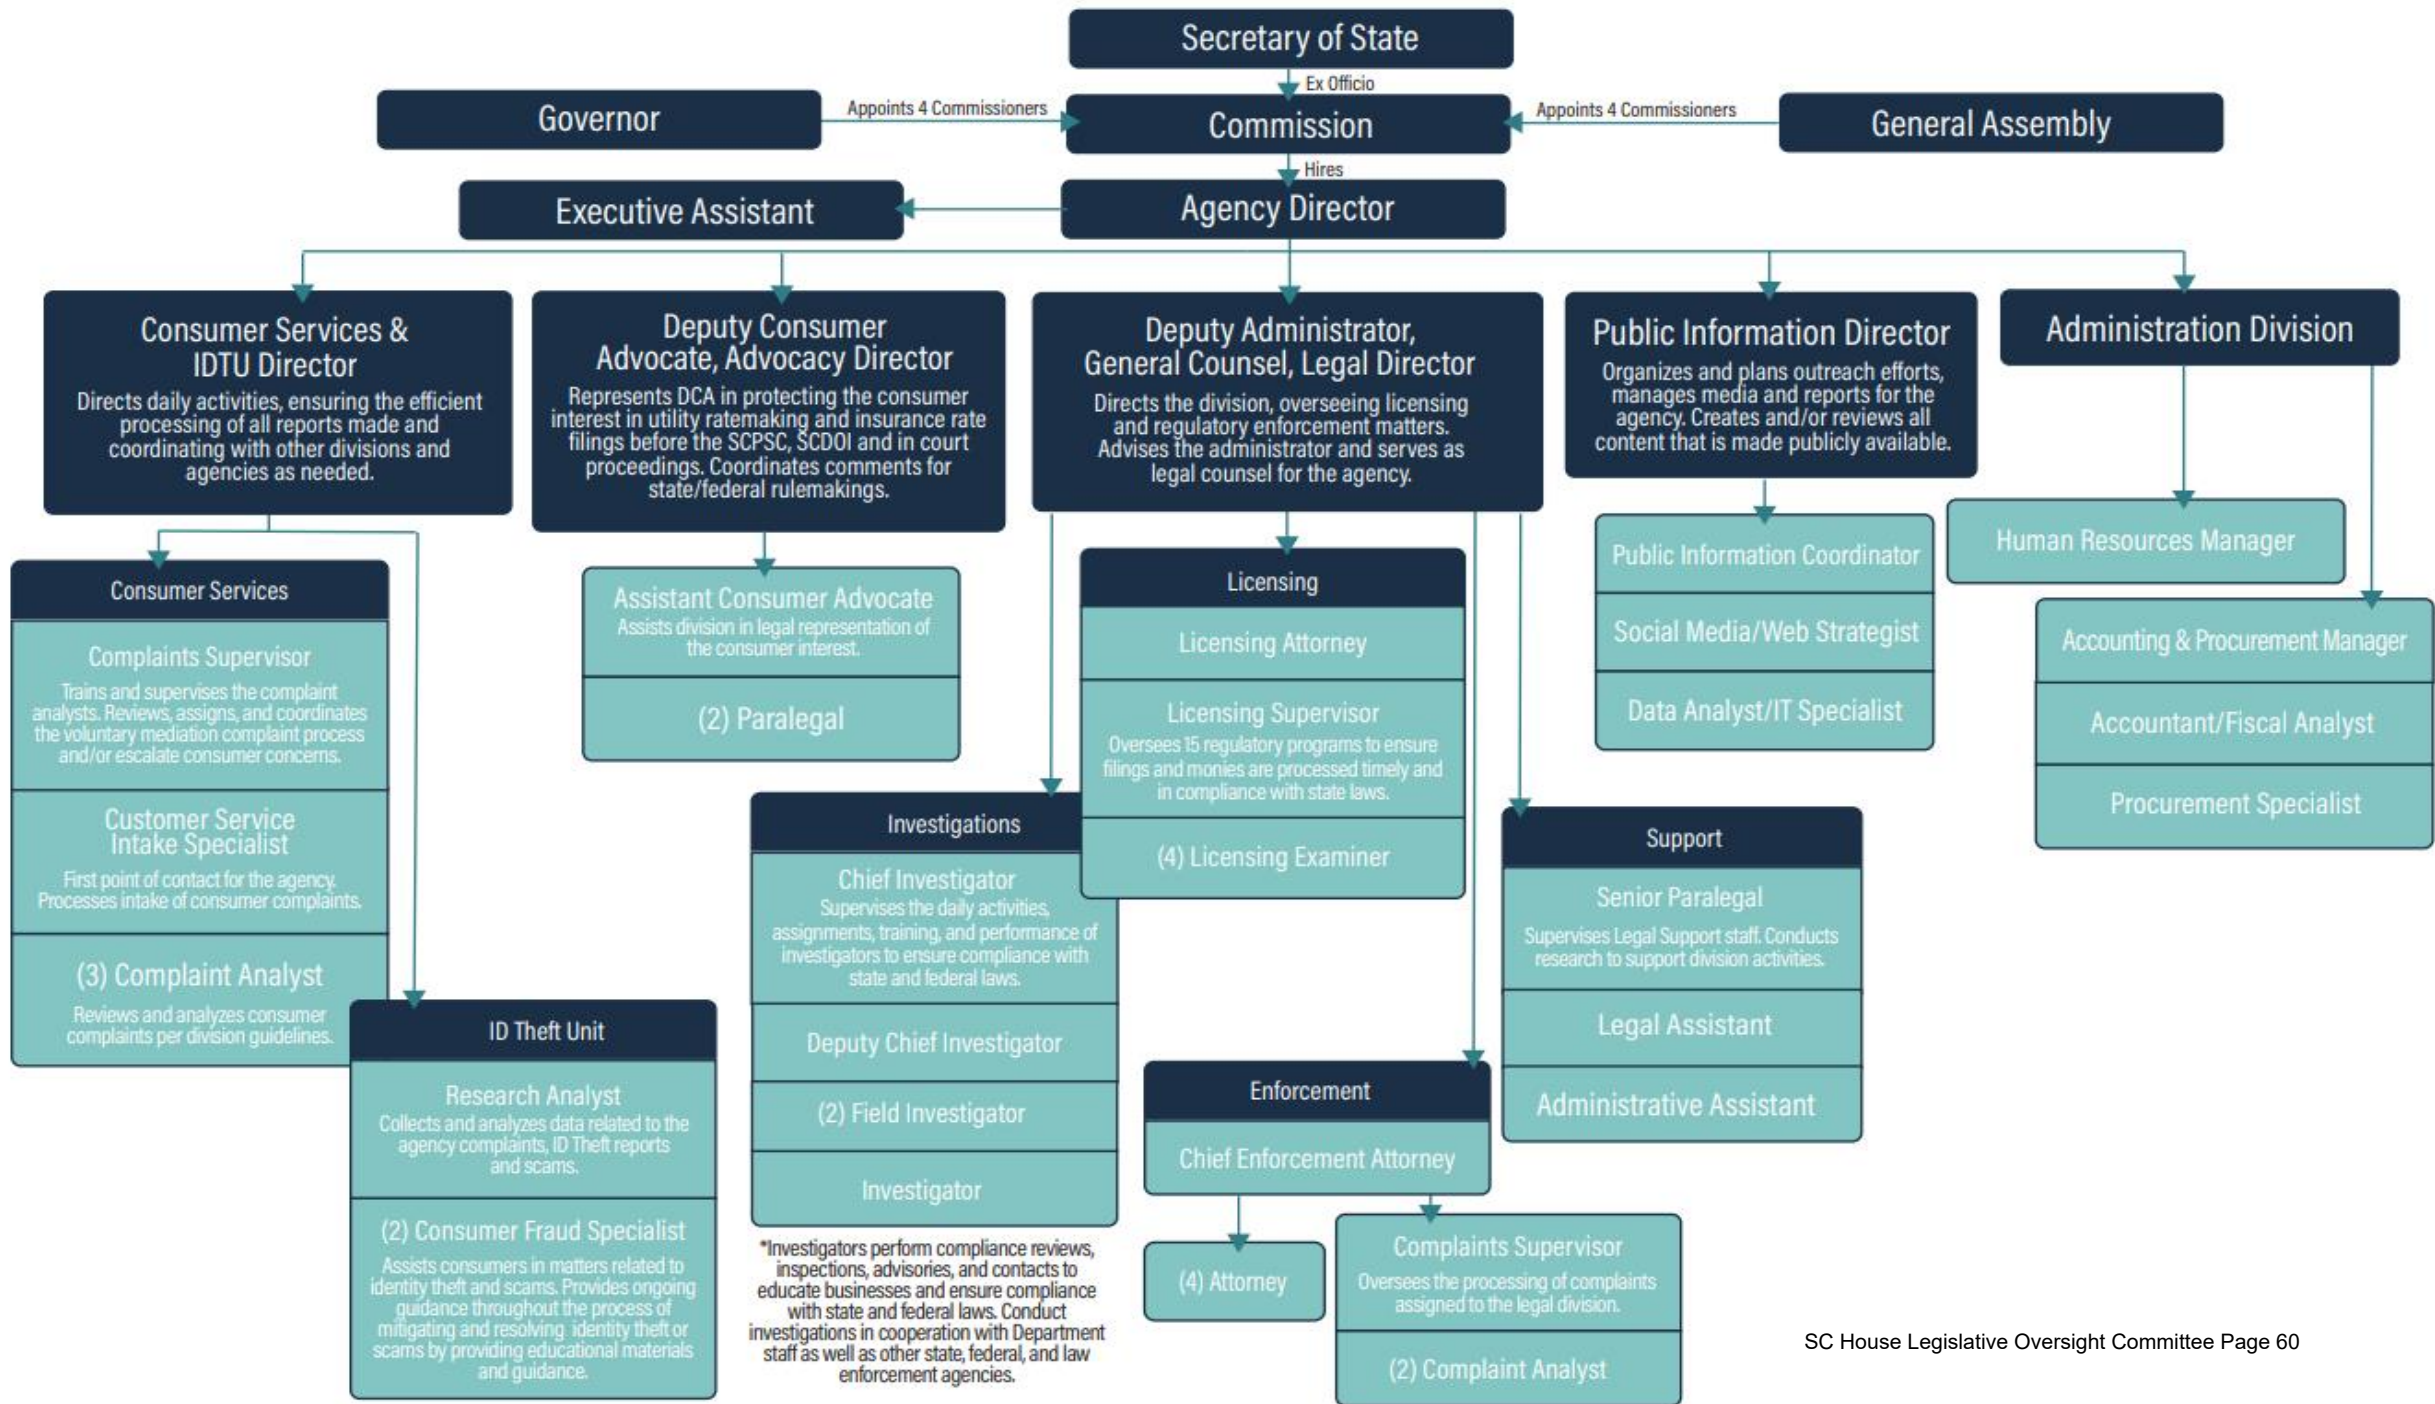 Secretary of State
Ex Officio
Governor
Appoints 4 Commissioners
Commission
Appoints 4 Commissioners
General Assembly
Hires
Executive Assistant
Agency Director
Consumer Services &
IDTU Director
Directs daily activities, ensuring the efficient
processing of all reports made and
coordinating with other divisions and
agencies as needed.
Deputy Consumer
Advocate, Advocacy Director
Represents DCA in protecting the consumer
interest in utility ratemaking and insurance rate
filings before the SCPSC, SCDOI and in court
proceedings. Coordinates comments for
state/federal rulemakings.
Deputy Administrator,
General Counsel, Legal Director
Directs the division, overseeing licensing
and regulatory enforcement matters.
Advises the administrator and serves as
legal counsel for the agency.
Public Information Director
Organizes and plans outreach efforts,
manages media and reports for the
agency. Creates and/or reviews all
content that is made publicly available.
Administration Division
Consumer Services
Complaints Supervisor
Trains and supervises the complaint
analysts. Reviews, assigns, and coordinates
the voluntary mediation complaint process
and/or escalate consumer concerns.
Customer Service
Intake Specialist
First point of contact for the agency.
Processes intake of consumer complaints.
(3) Complaint Analyst
Reviews and analyzes consumer
complaints per division guidelines.
ID Theft Unit
Research Analyst
Collects and analyzes data related to the
agency complaints, ID Theft reports
and scams.
(2) Consumer Fraud Specialist
Assists consumers in matters related to
identity theft and scams. Provides ongoing
guidance throughout the process of
mitigating and resolving identity theft or
scams by providing educational materials
and guidance.
Assistant Consumer Advocate
Assists division in legal representation of
the consumer interest.
(2) Paralegal
Investigations
Chief Investigator
Supervises the daily activities,
assignments, training, and performance of
investigators to ensure compliance with
state and federal laws.
Deputy Chief Investigator
(2) Field Investigator
Investigator
*Investigators perform compliance reviews,
inspections, advisories, and contacts to
educate businesses and ensure compliance
with state and federal laws. Conduct
investigations in cooperation with Department
staff as well as other state, federal, and law
enforcement agencies.
Licensing
Licensing Attorney
Licensing Supervisor
Oversees 15 regulatory programs to ensure
filings and monies are processed timely and
in compliance with state laws.
(4) Licensing Examiner
Enforcement
Chief Enforcement Attorney
(4) Attorney
Complaints Supervisor
Oversees the processing of complaints
assigned to the legal division.
(2) Complaint Analyst
Support
Senior Paralegal
Supervises Legal Support staff. Conducts
research to support division activities.
Legal Assistant
Administrative Assistant
Public Information Coordinator
Social Media/Web Strategist
Data Analyst/IT Specialist
Human Resources Manager
Accounting & Procurement Manager
Accountant/Fiscal Analyst
Procurement Specialist
SC House Legislative Oversight Committee Page 60